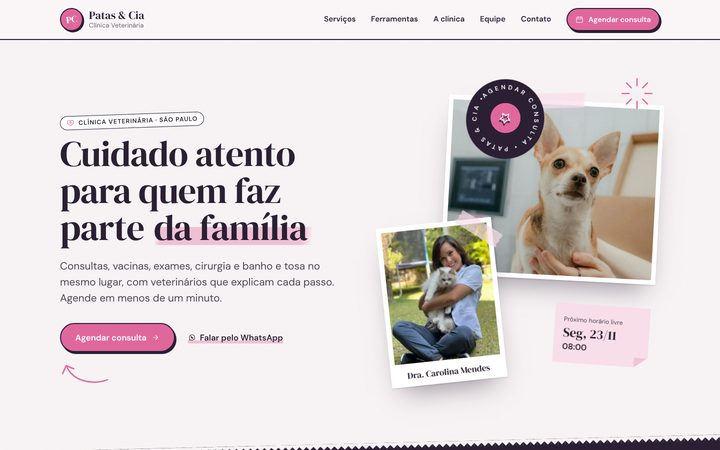 PC
Patas & Cia
Clínica Veterinária
Serviços
Ferramentas
A clínica
Equipe
Contato
Agendar consulta
CLÍNICA VETERINÁRIA · SÃO PAULO
Cuidado atento
para quem faz
parte da família
Consultas, vacinas, exames, cirurgia e banho e tosa no
mesmo lugar, com veterinários que explicam cada passo.
Agende em menos de um minuto.
Agendar consulta
Falar pelo WhatsApp
AGENDAR CONSULTA • PATAS & CIA •
Dra. Carolina Mendes
Próximo horário livre
Seg, 23/11
08:00